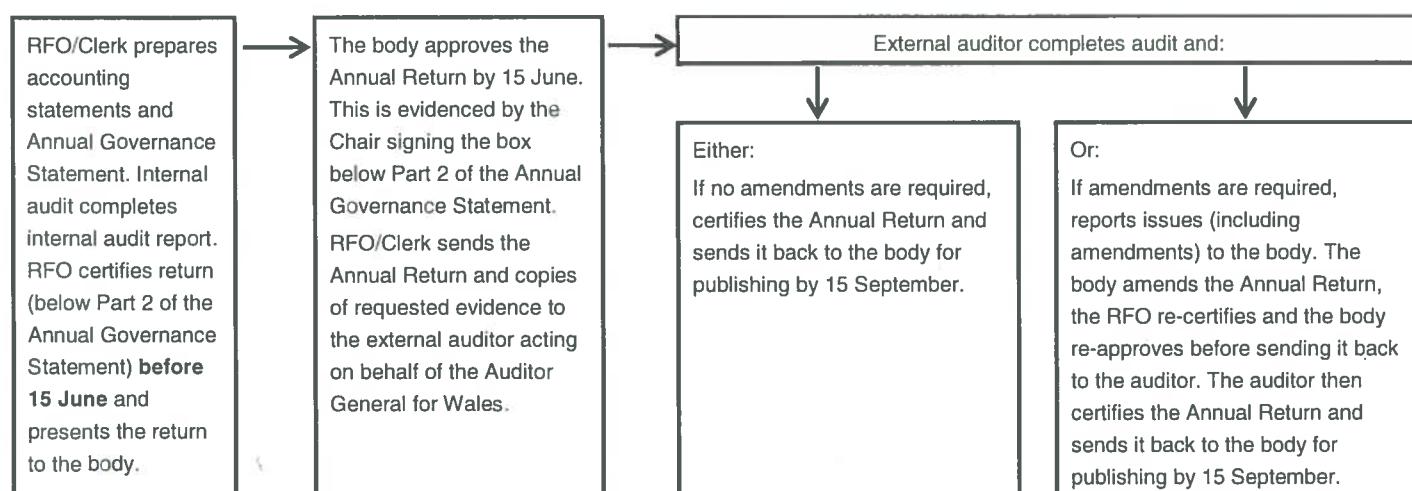 RFO/Clerk prepares
accounting
statements and
Annual Governance
Statement. Internal
audit completes
internal audit report.
RFO certifies return
(below Part 2 of the
Annual Governance
Statement) before
15 June and
presents the return
to the body.
The body approves the
Annual Return by 15 June.
This is evidenced by the
Chair signing the box
below Part 2 of the Annual
Governance Statement.
RFO/Clerk sends the
Annual Return and copies
of requested evidence to
the external auditor acting
on behalf of the Auditor
General for Wales.
External auditor completes audit and:
Either:
If no amendments are required,
certifies the Annual Return and
sends it back to the body for
publishing by 15 September.
Or:
If amendments are required,
reports issues (including
amendments) to the body. The
body amends the Annual Return,
the RFO re-certifies and the body
re-approves before sending it back
to the auditor. The auditor then
certifies the Annual Return and
sends it back to the body for
publishing by 15 September.